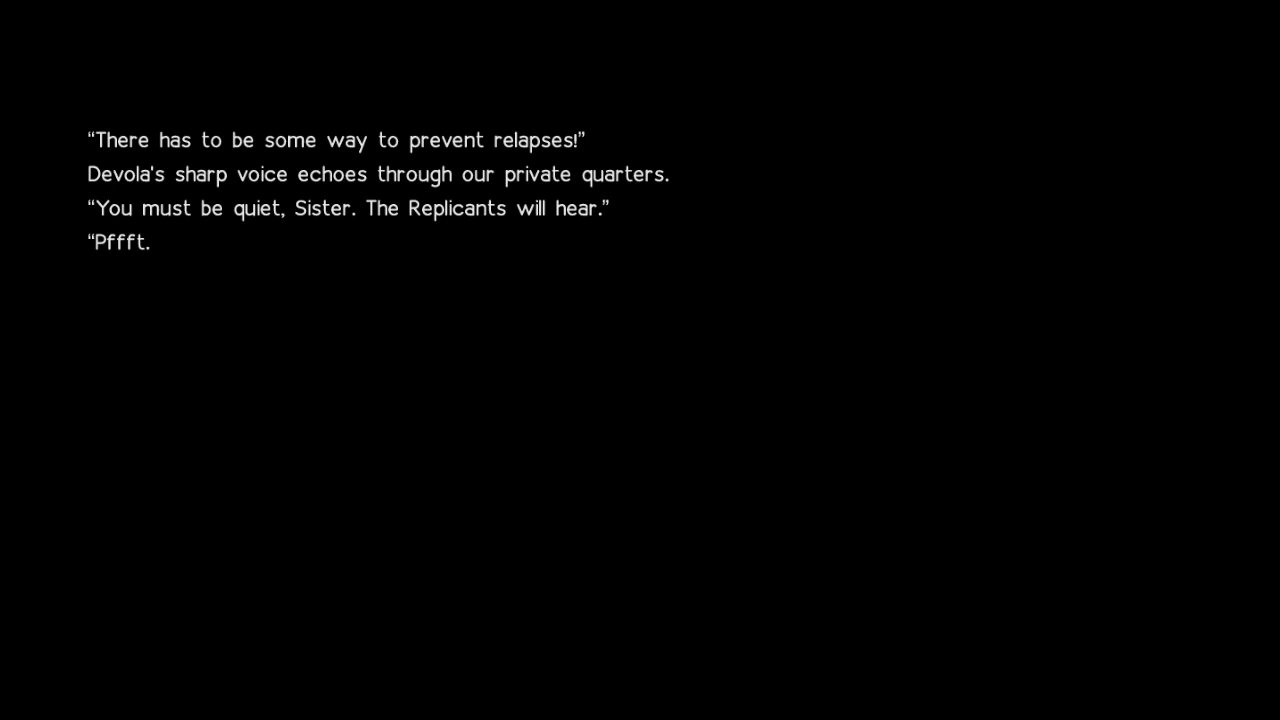 “There has to be some way to prevent relapses!”
Devola's sharp voice echoes through our private quarters.
“You must be quiet, Sister. The Replicants will hear.”
“Pffft.